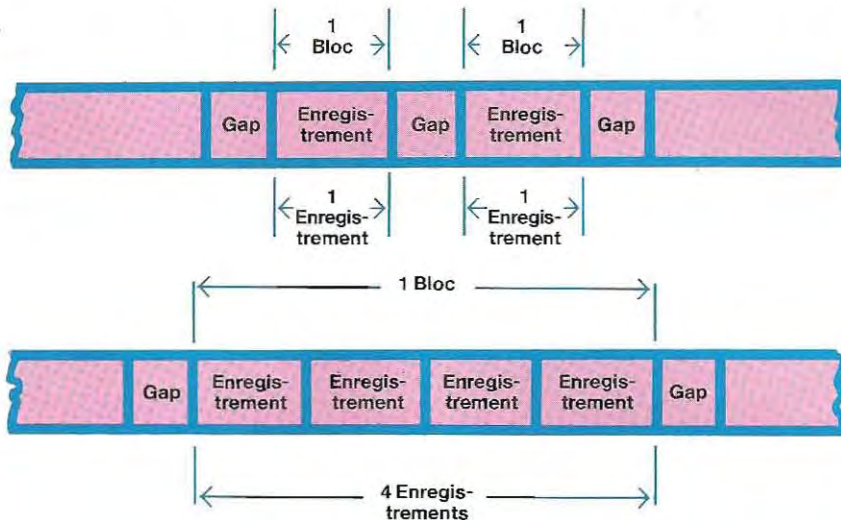 1 1
Bloc Bloc
Gap Enregis- Gap Enregis- Gap
trement trement
1 1
Enregis- Enregis-
trement trement
1 Bloc
Gap Enregis- Enregis- Enregis- Enregis- Gap
trement trement trement trement
4 Enregis-
trements